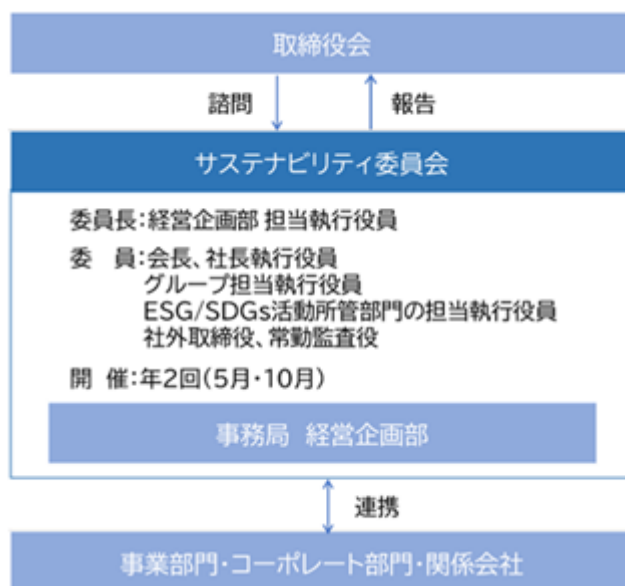 取締役会
諮問 報告
サステナビリティ委員会
委員長:経営企画部 担当執行役員
委　員:会長、社長執行役員
グループ担当執行役員
ESG/SDGs活動所管部門の担当執行役員
社外取締役、常勤監査役
開　催:年2回(5月・10月)
事務局　経営企画部
連携
事業部門・コーポレート部門・関係会社